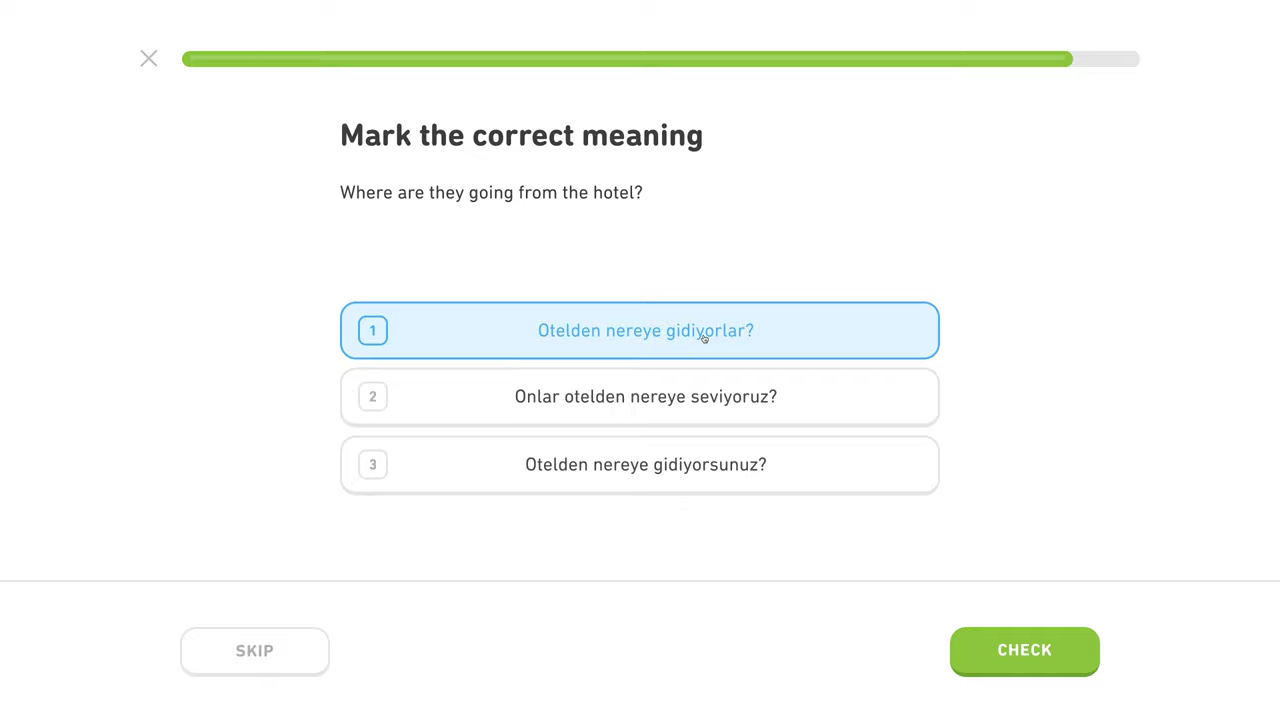 Mark the correct meaning
Where are they going from the hotel?
1 Otelden nereye gidiyorlar?
2 Onlar otelden nereye seviyoruz?
3 Otelden nereye gidiyorsunuz?
SKIP
CHECK